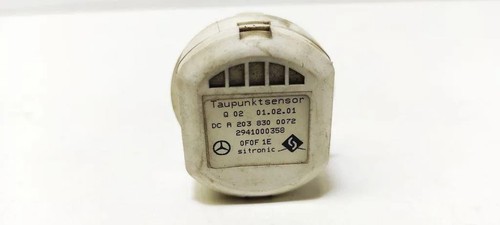 Taupunktsensor
Q 02 01.02.01
DC A 203 830 0072
2941000358
0F0F 1E
sitronic